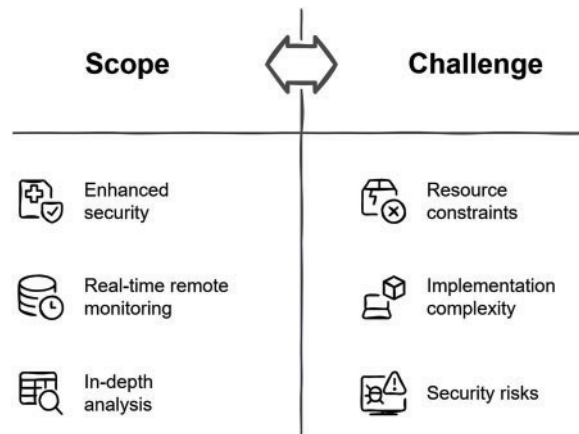 Scope
Challenge
Enhanced
security
Resource
constraints
Real-time remote
monitoring
Implementation
complexity
In-depth
analysis
Security risks